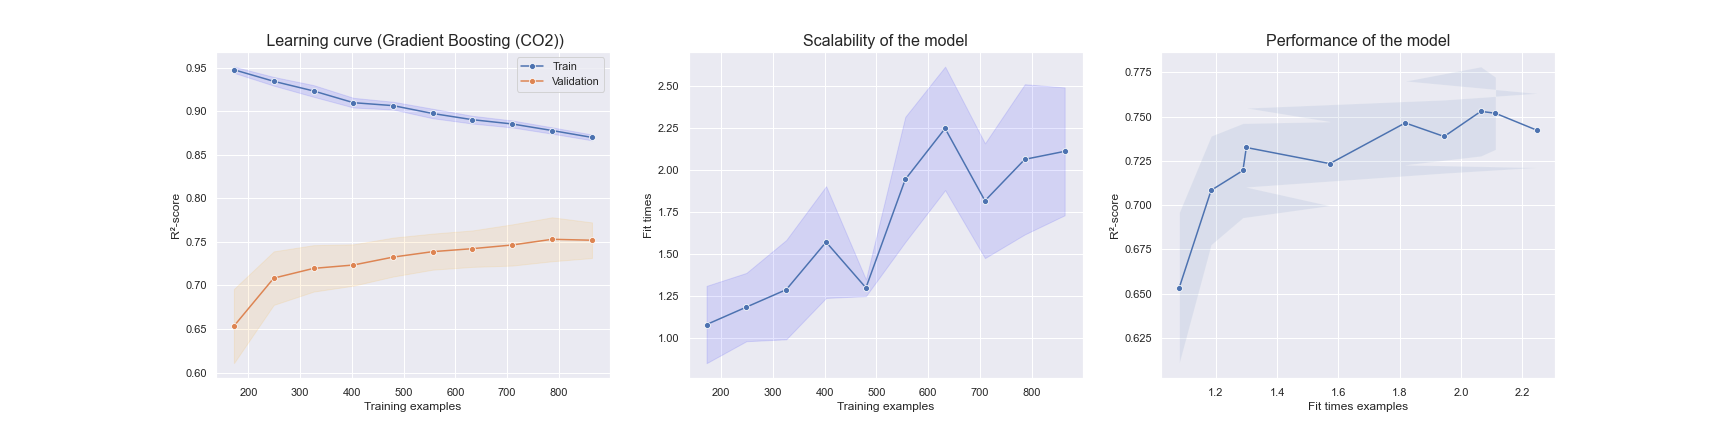 Learning curve (Gradient Boosting (CO2))
Train
Validation
0.95
0.90
0.85
0.80
0.75
0.70
0.65
0.60
R²-score
200 300 400 500 600 700 800
Training examples
Scalability of the model
2.50
2.25
2.00
1.75
1.50
1.25
1.00
Fit times
200 300 400 500 600 700 800
Training examples
Performance of the model
0.775
0.750
0.725
0.700
0.675
0.650
0.625
R²-score
1.2 1.4 1.6 1.8 2.0 2.2
Fit times examples